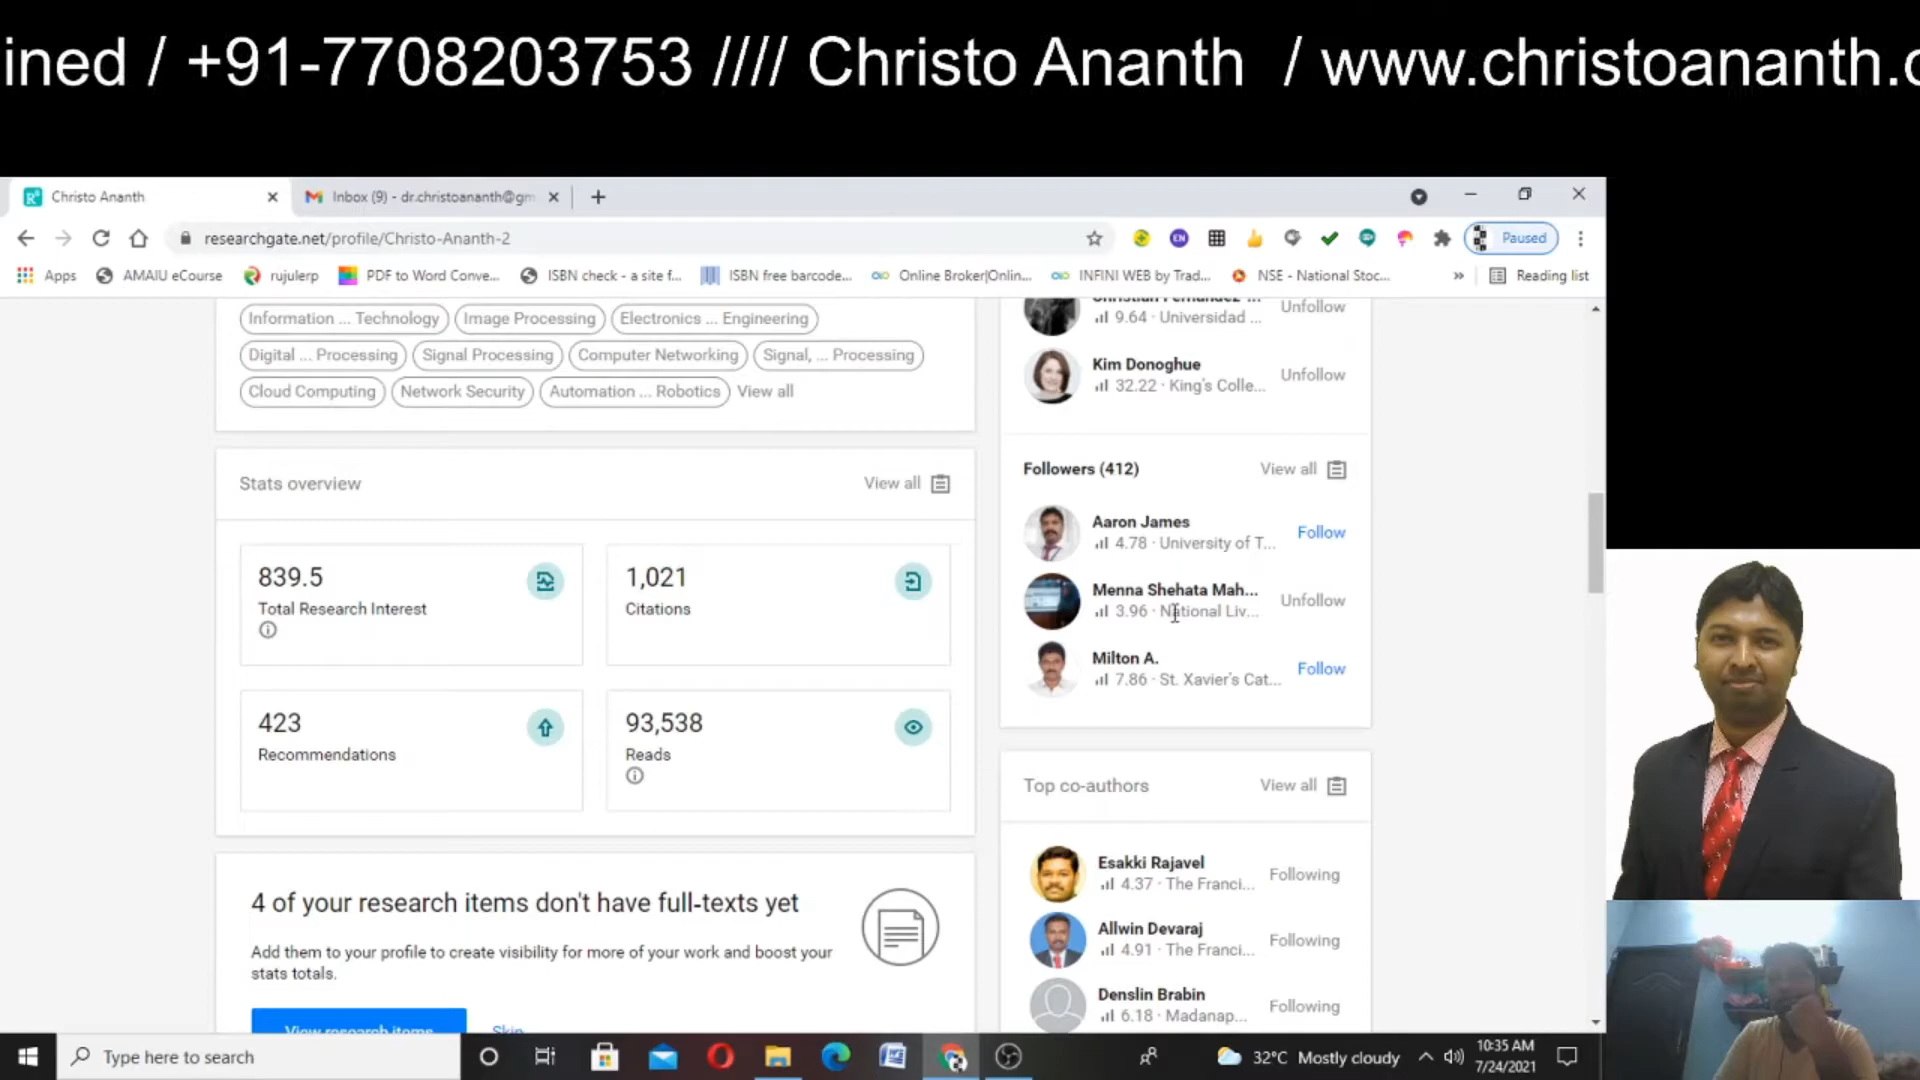 ined / +91-7708203753 //// Christo Ananth / www.christoananth.c
Christo Ananth
Inbox (9) - dr.christoananth@gm
researchgate.net/profile/Christo-Ananth-2
Paused
Apps
AMAIU eCourse
rujulerp
PDF to Word Conve...
ISBN check - a site f...
ISBN free barcode...
Online Broker|Onlin...
INFINI WEB by Trad...
NSE - National Stoc...
»
Reading list
Information ... Technology
Image Processing
Electronics ... Engineering
Digital ... Processing
Signal Processing
Computer Networking
Signal, ... Processing
Cloud Computing
Network Security
Automation ... Robotics
View all
Stats overview
View all
839.5
Total Research Interest
1,021
Citations
423
Recommendations
93,538
Reads
4 of your research items don't have full-texts yet
Add them to your profile to create visibility for more of your work and boost your
stats totals.
View research items
Skip
9.64 · Universidad ...
Unfollow
Kim Donoghue
32.22 · King's Colle...
Unfollow
Followers (412)
View all
Aaron James
4.78 · University of T...
Follow
Menna Shehata Mah...
3.96 · National Liv...
Unfollow
Milton A.
7.86 · St. Xavier's Cat...
Follow
Top co-authors
View all
Esakki Rajavel
4.37 · The Franci...
Following
Allwin Devaraj
4.91 · The Franci...
Following
Denslin Brabin
6.18 · Madanap...
Following
Type here to search
32°C Mostly cloudy
10:35 AM
7/24/2021